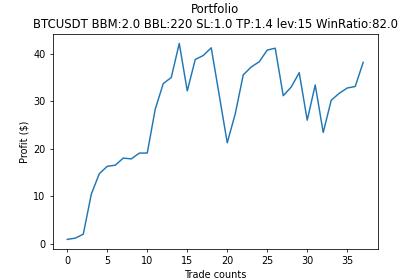 Portfolio
BTCUSDT BBM:2.0 BBL:220 SL:1.0 TP:1.4 lev:15 WinRatio:82.0
40
30
20
10
0
Profit ($)
0 5 10 15 20 25 30 35
Trade counts